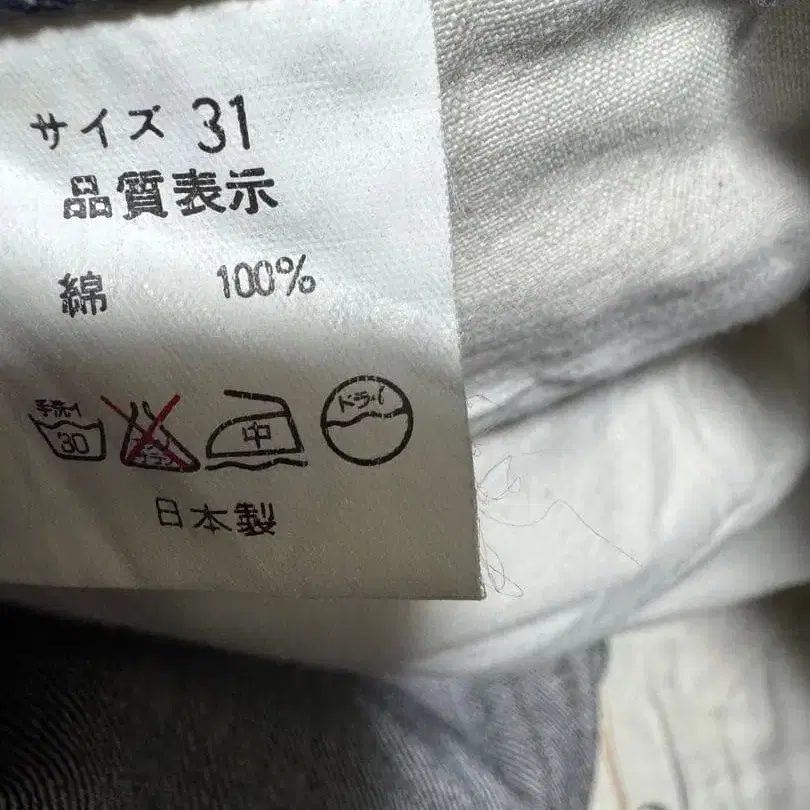 サイズ 31
品質表示
綿 100%
手洗イ 30
中
ドライ
日本製